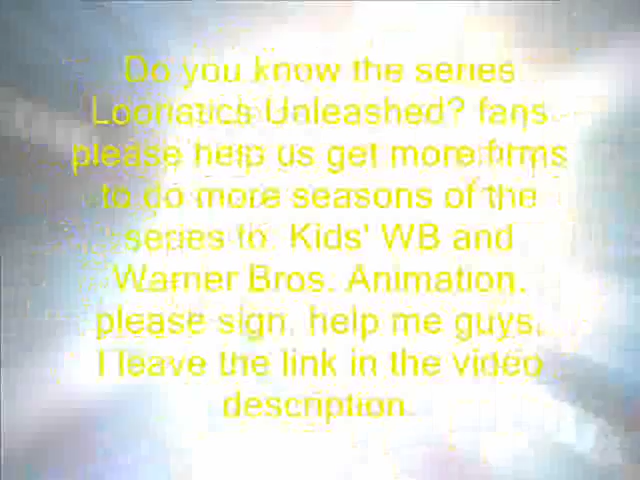 Do you know the series
Loonatics Unleashed? fans
please help us get more firms
to do more seasons of the
series to. Kids' WB and
Warner Bros. Animation.
please sign. help me guys.
I leave the link in the video
description.